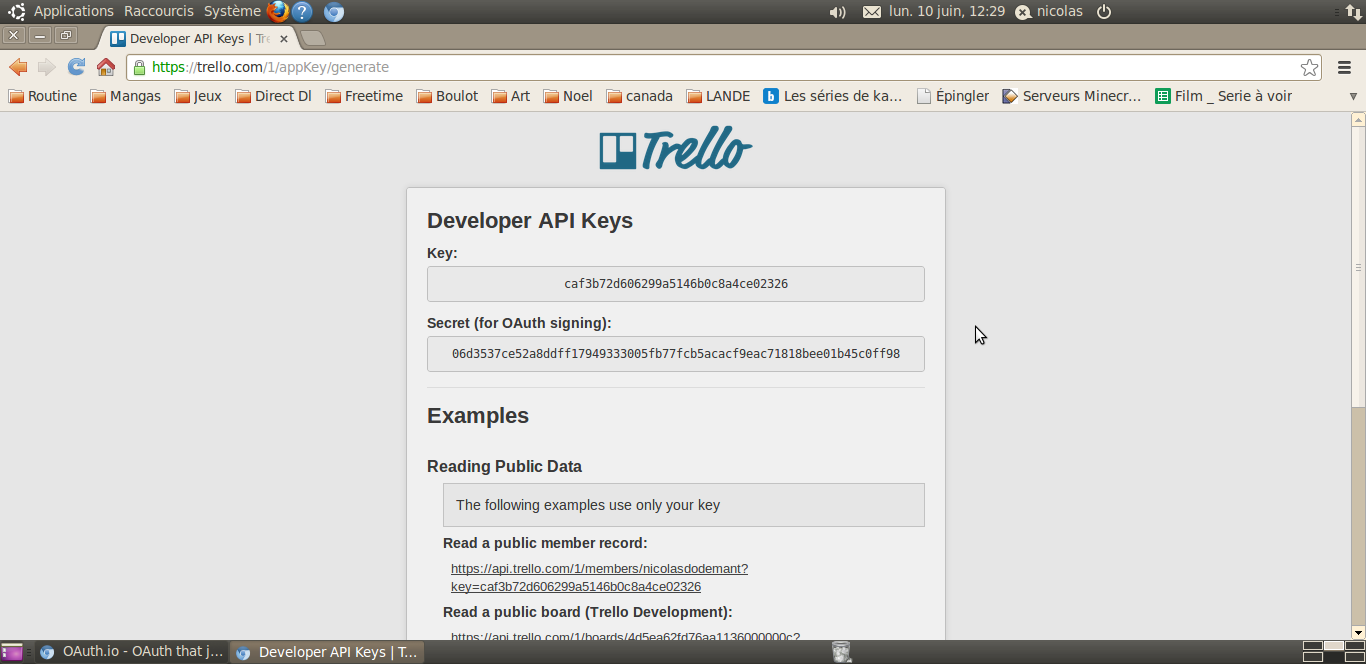 Applications Raccourcis Système lun. 10 juin, 12:29 nicolas
Developer API Keys | Tre
https://trello.com/1/appKey/generate
Routine Mangas Jeux Direct Dl Freetime Boulot Art Noel canada LANDE Les séries de ka... Épingler Serveurs Minecr... Film _ Serie à voir
Trello
Developer API Keys
Key:
caf3b72d606299a5146b0c8a4ce02326
Secret (for OAuth signing):
06d3537ce52a8ddff17949333005fb77fcb5acacf9eac71818bee01b45c0ff98
Examples
Reading Public Data
The following examples use only your key
Read a public member record:
https://api.trello.com/1/members/nicolasdodemant?
key=caf3b72d606299a5146b0c8a4ce02326
Read a public board (Trello Development):
https://api.trello.com/1/boards/4d5ea62fd76aa1136000000c?
OAuth.io - OAuth that j... Developer API Keys | T...